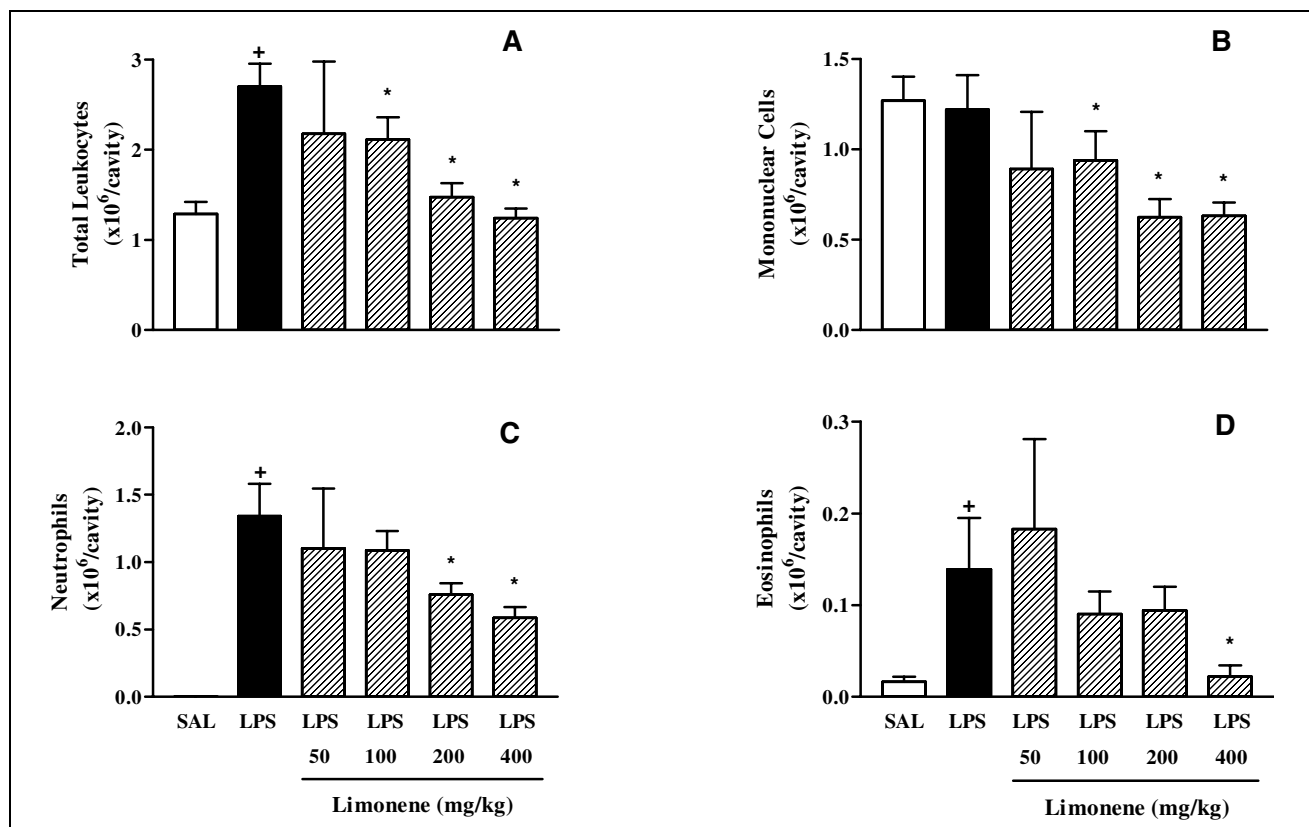 A
Total Leukocytes
(x10⁶/cavity)
3
2
1
0
+
*
*
*
B
Mononuclear Cells
(x10⁶/cavity)
1.5
1.0
0.5
0.0
*
*
*
C
Neutrophils
(x10⁶/cavity)
2.0
1.5
1.0
0.5
0.0
+
*
*
SAL LPS LPS LPS LPS LPS
50 100 200 400
Limonene (mg/kg)
D
Eosinophils
(x10⁶/cavity)
0.3
0.2
0.1
0.0
+
*
SAL LPS LPS LPS LPS LPS
50 100 200 400
Limonene (mg/kg)